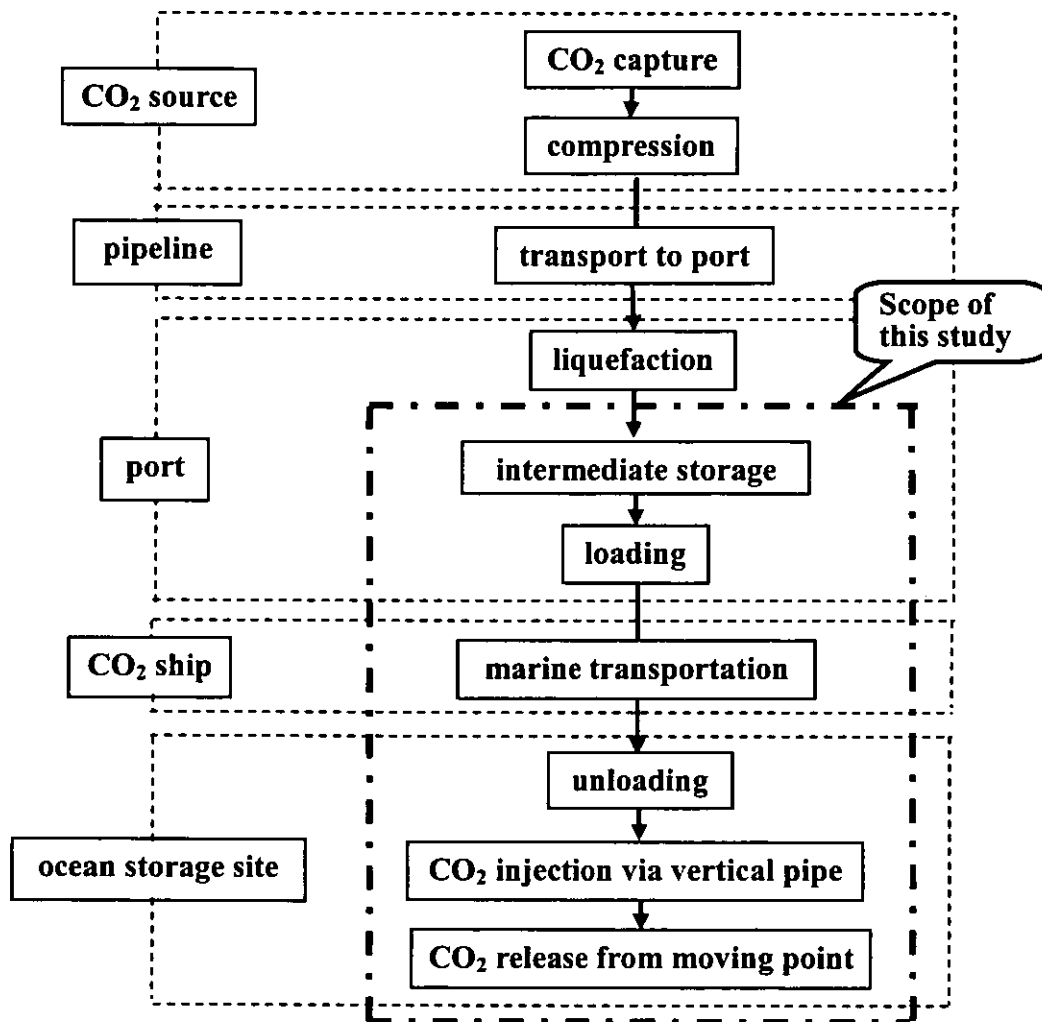 CO₂ capture
CO₂ source
compression
pipeline
transport to port
Scope of
this study
liquefaction
port
intermediate storage
loading
CO₂ ship
marine transportation
unloading
ocean storage site
CO₂ injection via vertical pipe
CO₂ release from moving point